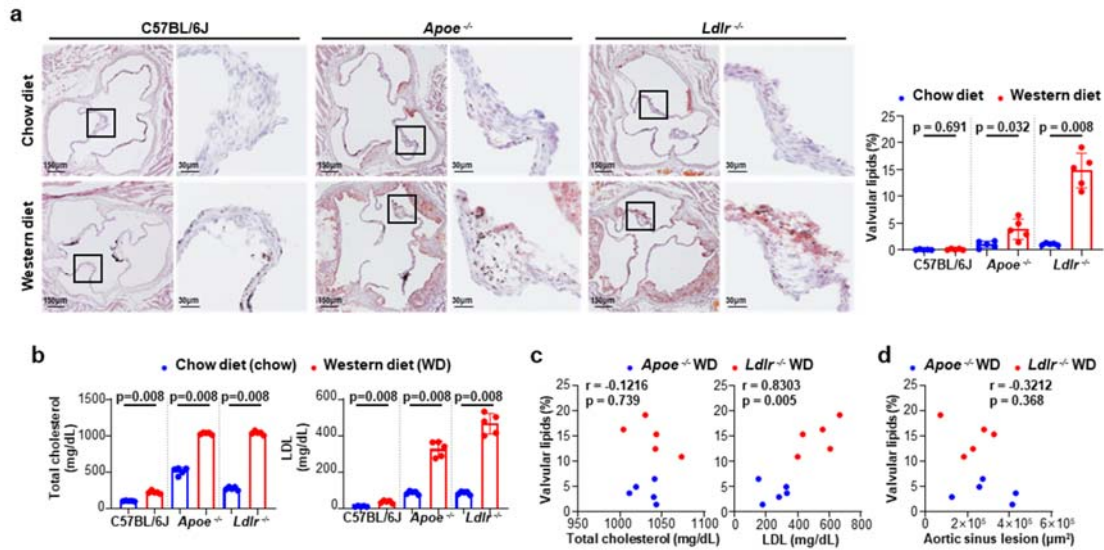 a
C57BL/6J Apoe -/- Ldlr -/-
Chow diet
150µm 30µm 150µm 30µm 150µm 30µm
Western diet
150µm 30µm 150µm 30µm 150µm 30µm
Chow diet Western diet
p = 0.691 p = 0.032 p = 0.008
Valvular lipids (%)
25
20
15
10
5
0
C57BL/6J Apoe -/- Ldlr -/-
b
Chow diet (chow) Western diet (WD)
p=0.008 p=0.008 p=0.008
Total cholesterol
(mg/dL)
1500
1000
500
0
C57BL/6J Apoe -/- Ldlr -/-
p=0.008 p=0.008 p=0.008
LDL
(mg/dL)
600
400
200
0
C57BL/6J Apoe -/- Ldlr -/-
c
Apoe -/- WD Ldlr -/- WD
r = -0.1216
p = 0.739
Valvular lipids (%)
25
20
15
10
5
0
950 1000 1050 1100
Total cholesterol (mg/dL)
r = 0.8303
p = 0.005
25
20
15
10
5
0
0 200 400 600 800
LDL (mg/dL)
d
Apoe -/- WD Ldlr -/- WD
r = -0.3212
p = 0.368
Valvular lipids (%)
25
20
15
10
5
0
0 2×10⁵ 4×10⁵ 6×10⁵
Aortic sinus lesion (µm²)